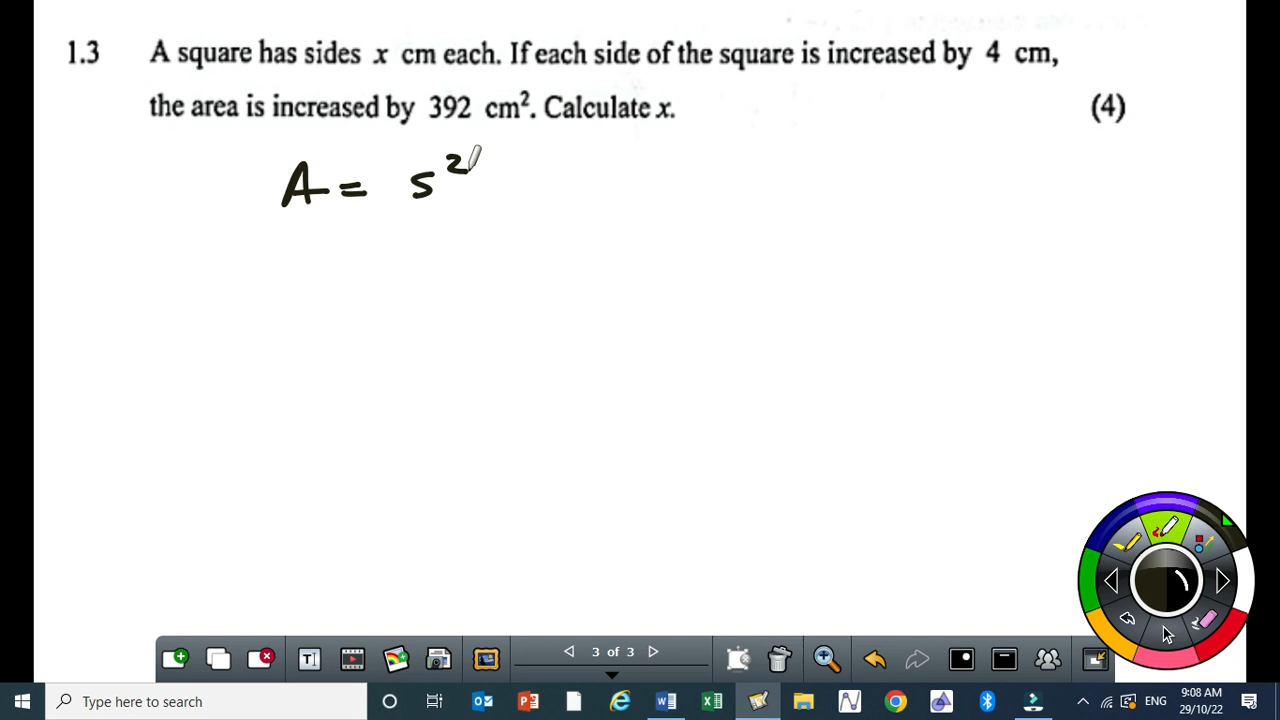 1.3 A square has sides x cm each. If each side of the square is increased by 4 cm,
the area is increased by 392 cm². Calculate x. (4)
A = s²
3 of 3
Type here to search
ENG
9:08 AM
29/10/22